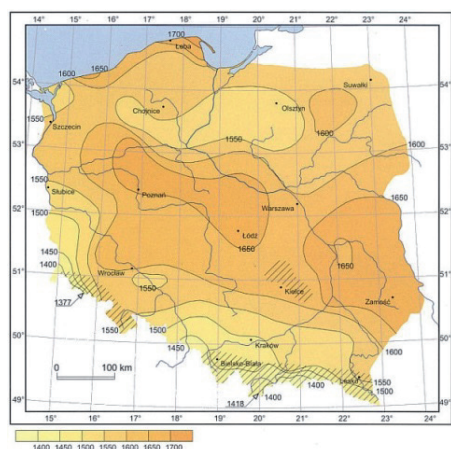 14° 15° 16° 17° 18° 19° 20° 21° 22° 23° 24°
1700
Łeba
1650
1600
54°
54°
Suwałki
Chojnice
Olsztyn
1550
1600
1550
Szczecin
53°
53°
1600
1550
Słubice
Poznań
1650
Warszawa
52°
52°
1500
Łódź
1650
1650
1450
1400
51°
51°
Wrocław
1550
Kielce
Zamość
1377
1550
1500
50°
50°
1450
Kraków
1600
0 100 km
Bielsko-Biała
Lesko
1550
1500
1400
1400
49°
49°
1418
15° 16° 17° 18° 19° 20° 21° 22° 23° 24°
1400 1450 1500 1550 1600 1650 1700